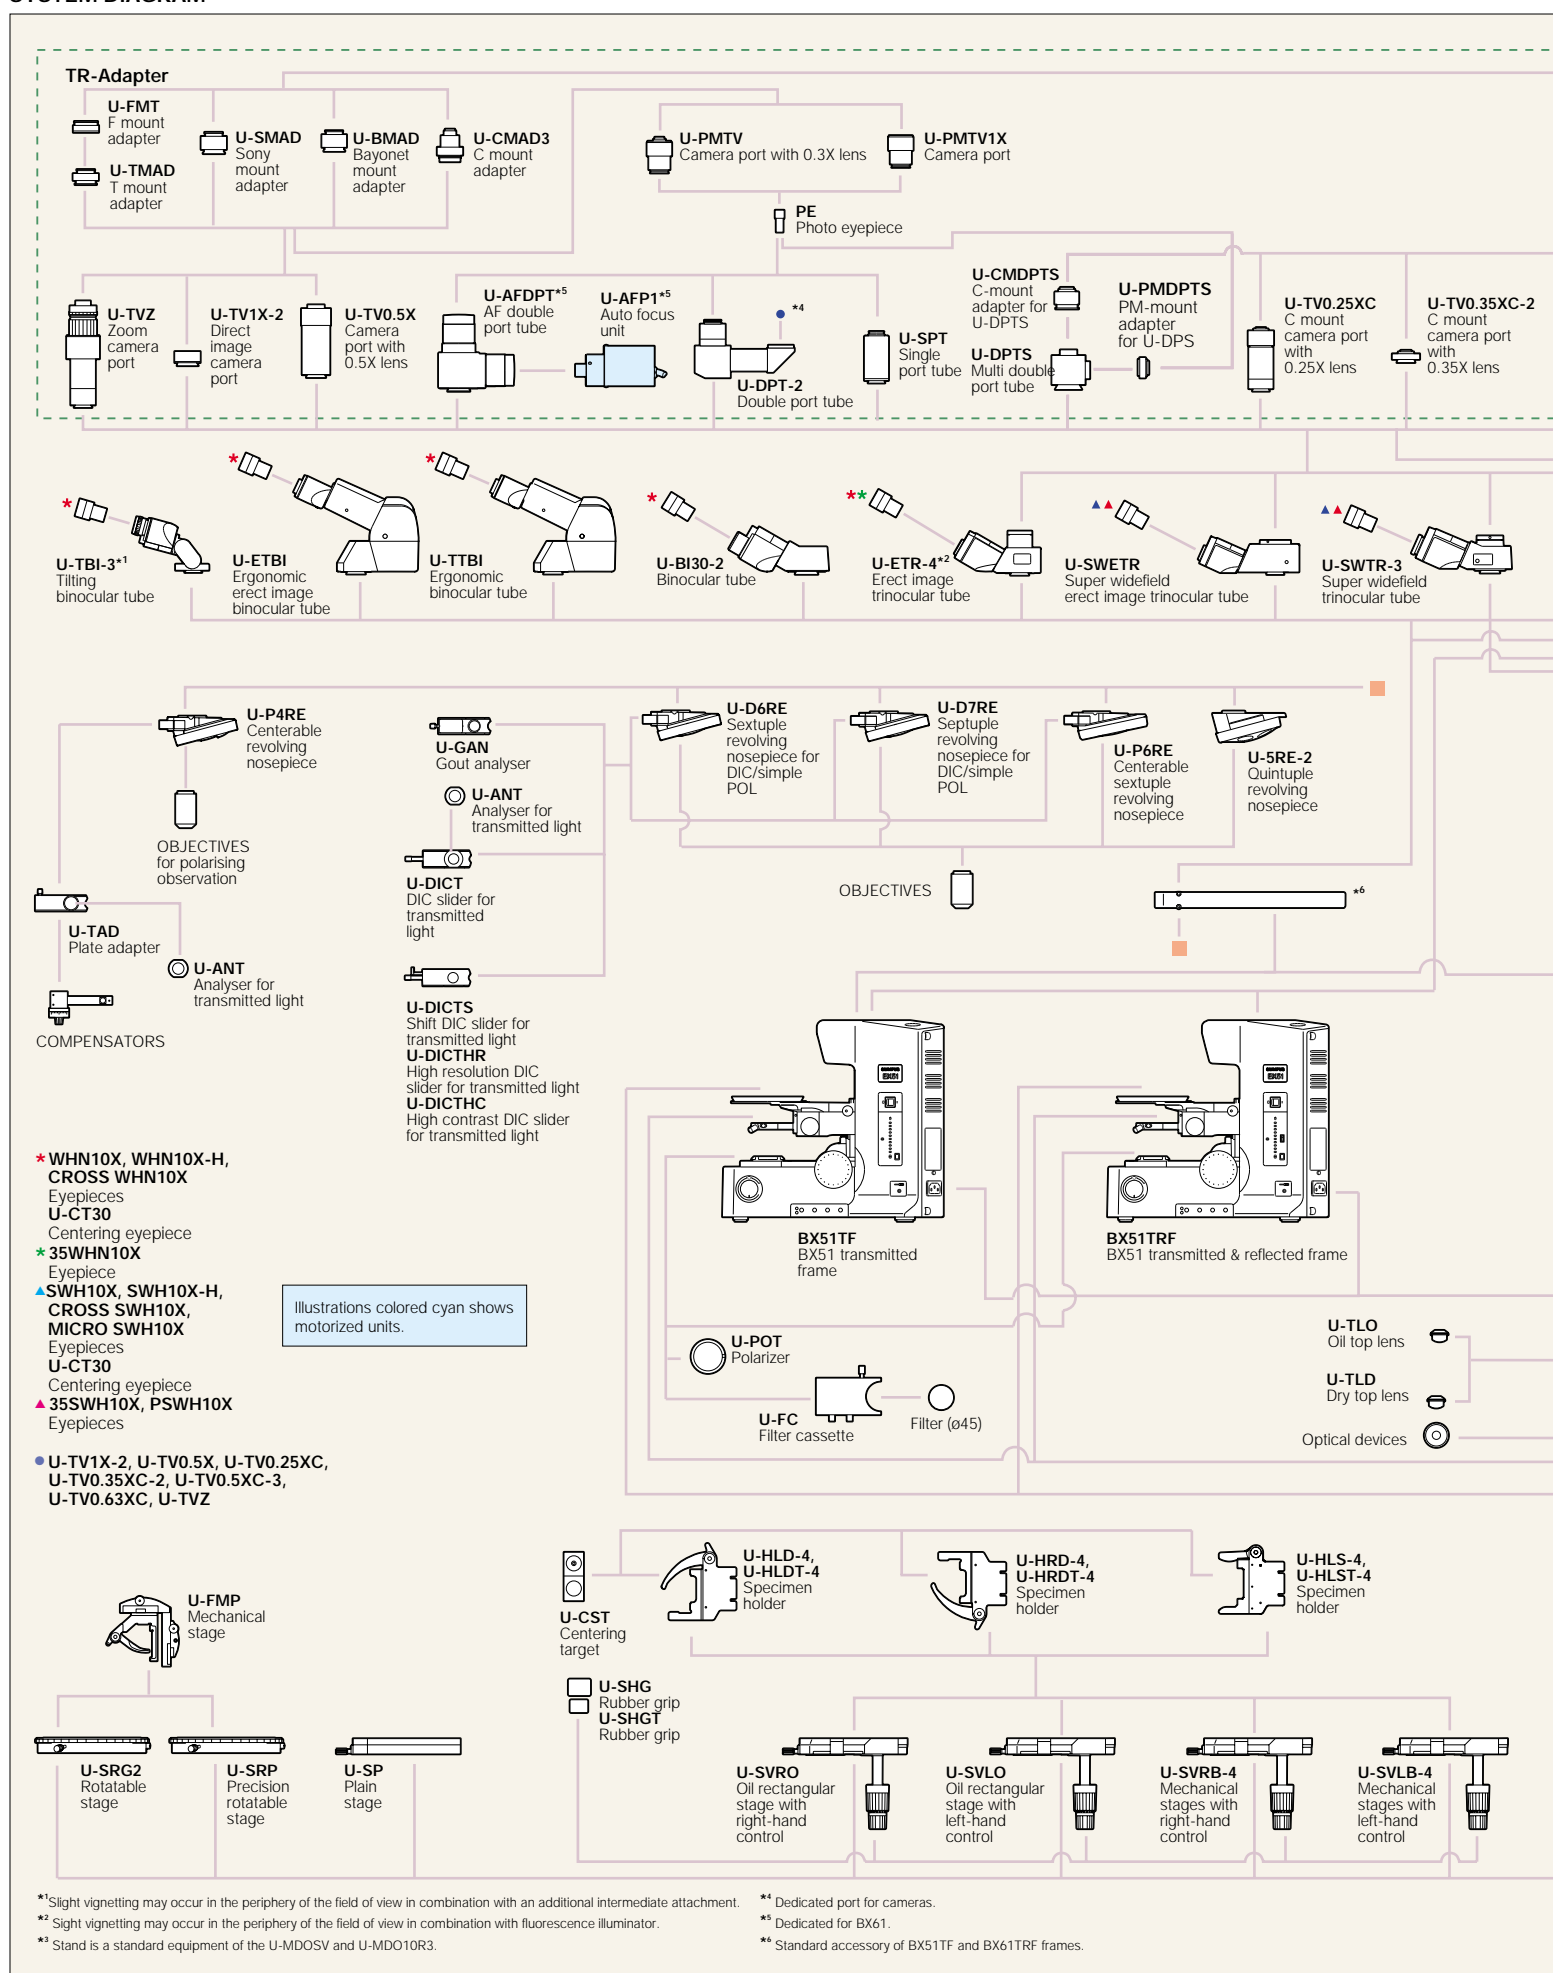 TR-Adapter
U-FMT
F mount
adapter
U-TMAD
T mount
adapter
U-SMAD
Sony
mount
adapter
U-BMAD
Bayonet
mount
adapter
U-CMAD3
C mount
adapter
U-PMTV
Camera port with 0.3X lens
U-PMTV1X
Camera port
PE
Photo eyepiece
U-TVZ
Zoom
camera
port
U-TV1X-2
Direct
image
camera
port
U-TV0.5X
Camera
port with
0.5X lens
U-AFDPT*5
AF double
port tube
U-AFP1*5
Auto focus
unit
*4
U-DPT-2
Double port tube
U-SPT
Single
port tube
U-CMDPTS
C-mount
adapter for
U-DPTS
U-DPTS
Multi double
port tube
U-PMDPTS
PM-mount
adapter
for U-DPS
U-TV0.25XC
C mount
camera port
with
0.25X lens
U-TV0.35XC-2
C mount
camera port
with
0.35X lens
*
U-TBI-3*1
Tilting
binocular tube
*
U-ETBI
Ergonomic
erect image
binocular tube
*
U-TTBI
Ergonomic
binocular tube
*
U-BI30-2
Binocular tube
**
U-ETR-4*2
Erect image
trinocular tube
▲▲
U-SWETR
Super widefield
erect image trinocular tube
▲▲
U-SWTR-3
Super widefield
trinocular tube
U-P4RE
Centerable
revolving
nosepiece
OBJECTIVES
for polarising
observation
U-TAD
Plate adapter
U-ANT
Analyser for
transmitted light
COMPENSATORS
U-GAN
Gout analyser
U-ANT
Analyser for
transmitted light
U-DICT
DIC slider for
transmitted
light
U-DICTS
Shift DIC slider for
transmitted light
U-DICTHR
High resolution DIC
slider for transmitted light
U-DICTHC
High contrast DIC slider
for transmitted light
U-D6RE
Sextuple
revolving
nosepiece for
DIC/simple
POL
U-D7RE
Septuple
revolving
nosepiece for
DIC/simple
POL
U-P6RE
Centerable
sextuple
revolving
nosepiece
U-5RE-2
Quintuple
revolving
nosepiece
OBJECTIVES
*6
BX51
BX51
BX51TF
BX51 transmitted
frame
BX51TRF
BX51 transmitted & reflected frame
* WHN10X, WHN10X-H,
CROSS WHN10X
Eyepieces
U-CT30
Centering eyepiece
* 35WHN10X
Eyepiece
▲SWH10X, SWH10X-H,
CROSS SWH10X,
MICRO SWH10X
Eyepieces
U-CT30
Centering eyepiece
▲ 35SWH10X, PSWH10X
Eyepieces
● U-TV1X-2, U-TV0.5X, U-TV0.25XC,
U-TV0.35XC-2, U-TV0.5XC-3,
U-TV0.63XC, U-TVZ
Illustrations colored cyan shows
motorized units.
U-POT
Polarizer
U-FC
Filter cassette
Filter (ø45)
U-TLO
Oil top lens
U-TLD
Dry top lens
Optical devices
U-FMP
Mechanical
stage
U-CST
Centering
target
U-HLD-4,
U-HLDT-4
Specimen
holder
U-HRD-4,
U-HRDT-4
Specimen
holder
U-HLS-4,
U-HLST-4
Specimen
holder
U-SHG
Rubber grip
U-SHGT
Rubber grip
U-SRG2
Rotatable
stage
U-SRP
Precision
rotatable
stage
U-SP
Plain
stage
U-SVRO
Oil rectangular
stage with
right-hand
control
U-SVLO
Oil rectangular
stage with
left-hand
control
U-SVRB-4
Mechanical
stages with
right-hand
control
U-SVLB-4
Mechanical
stages with
left-hand
control
*1Slight vignetting may occur in the periphery of the field of view in combination with an additional intermediate attachment.
*2 Sight vignetting may occur in the periphery of the field of view in combination with fluorescence illuminator.
*3 Stand is a standard equipment of the U-MDOSV and U-MDO10R3.
*4 Dedicated port for cameras.
*5 Dedicated for BX61.
*6 Standard accessory of BX51TF and BX61TRF frames.